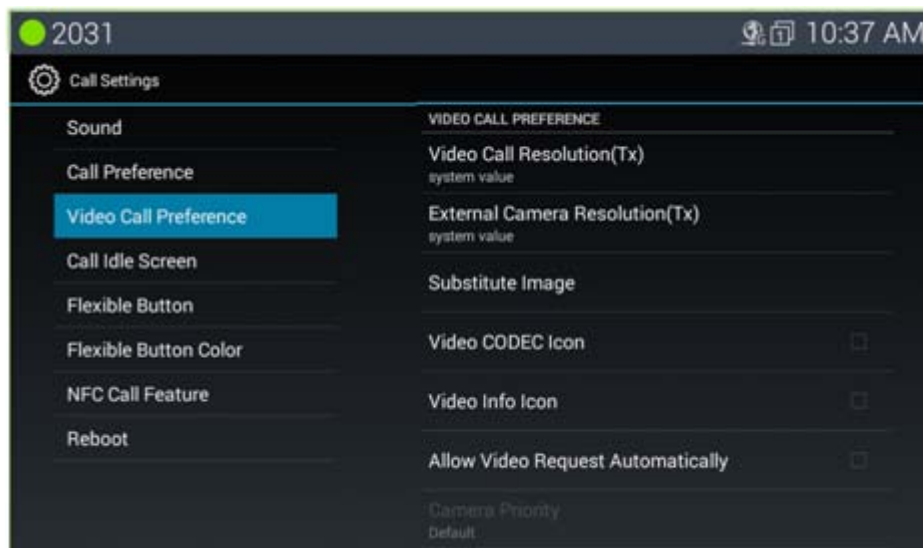 2031
10:37 AM
Call Settings
Sound
Call Preference
Video Call Preference
Call Idle Screen
Flexible Button
Flexible Button Color
NFC Call Feature
Reboot
VIDEO CALL PREFERENCE
Video Call Resolution(Tx)
system value
External Camera Resolution(Tx)
system value
Substitute Image
Video CODEC Icon
Video Info Icon
Allow Video Request Automatically
Camera Priority
Default